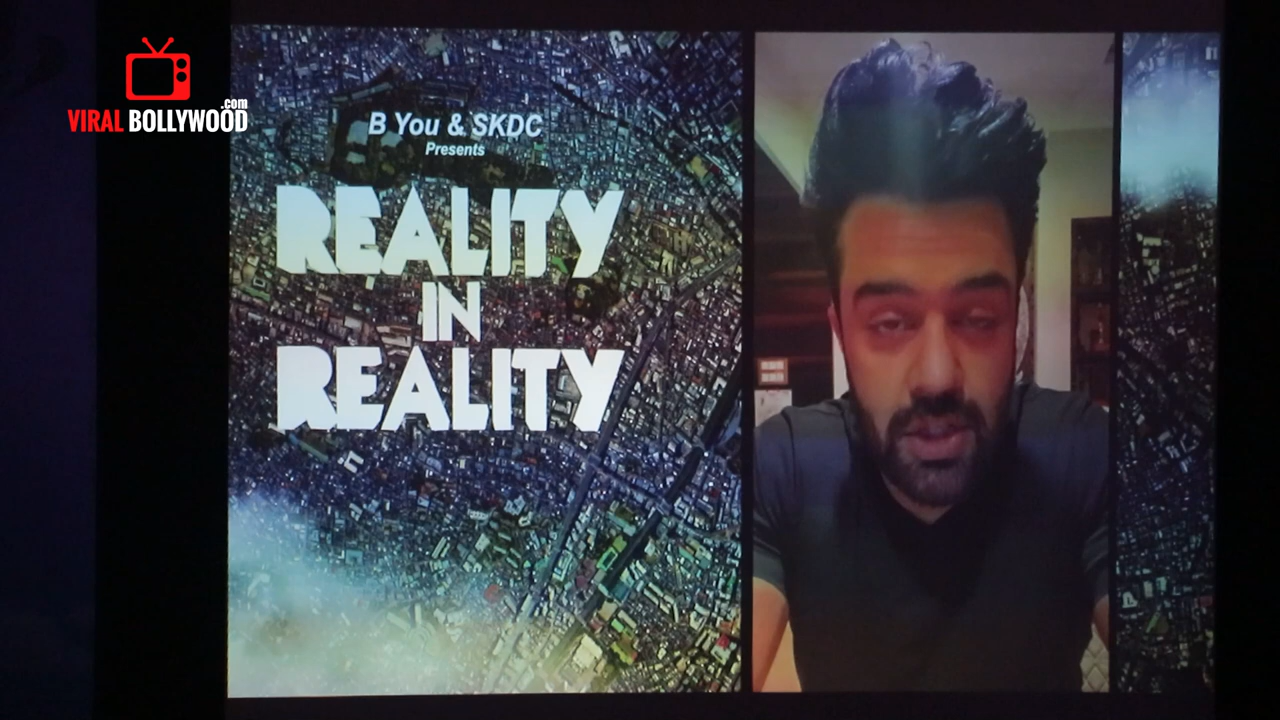 .com
VIRAL BOLLYWOOD
B You & SKDC
Presents
REALITY
IN
REALITY